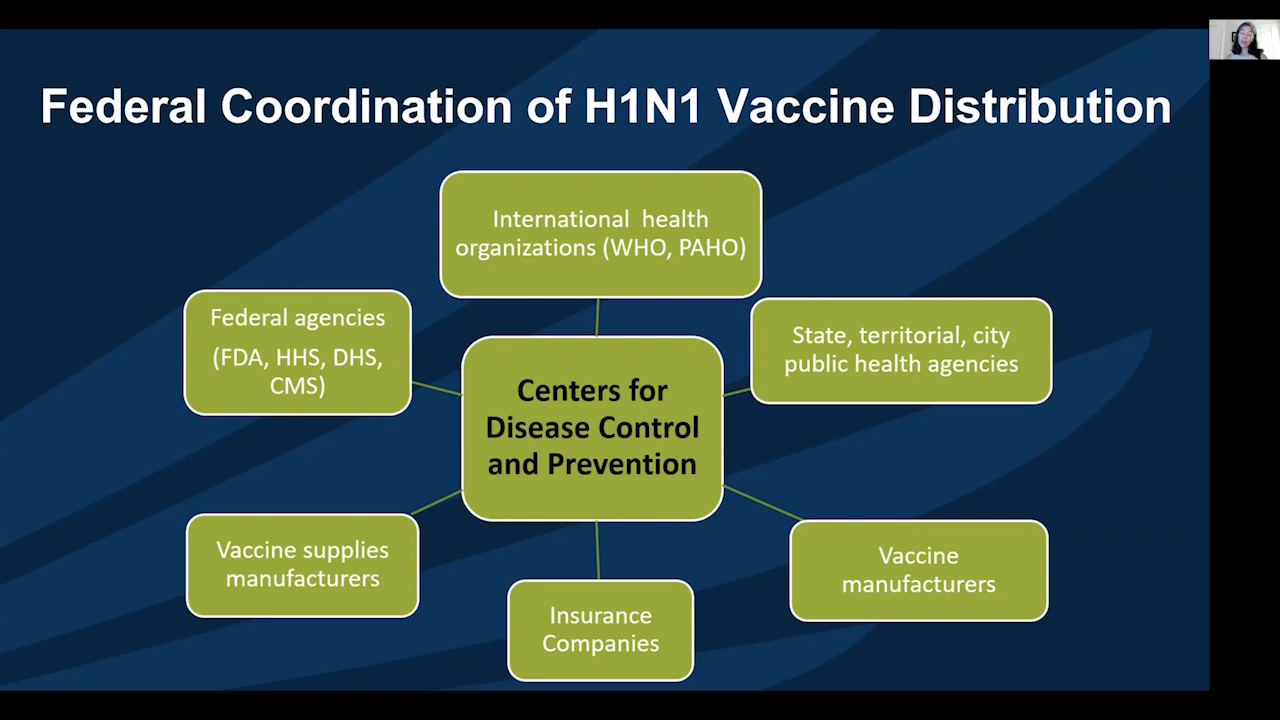 Federal Coordination of H1N1 Vaccine Distribution
International health
organizations (WHO, PAHO)
Federal agencies
(FDA, HHS, DHS,
CMS)
State, territorial, city
public health agencies
Centers for
Disease Control
and Prevention
Vaccine supplies
manufacturers
Vaccine
manufacturers
Insurance
Companies